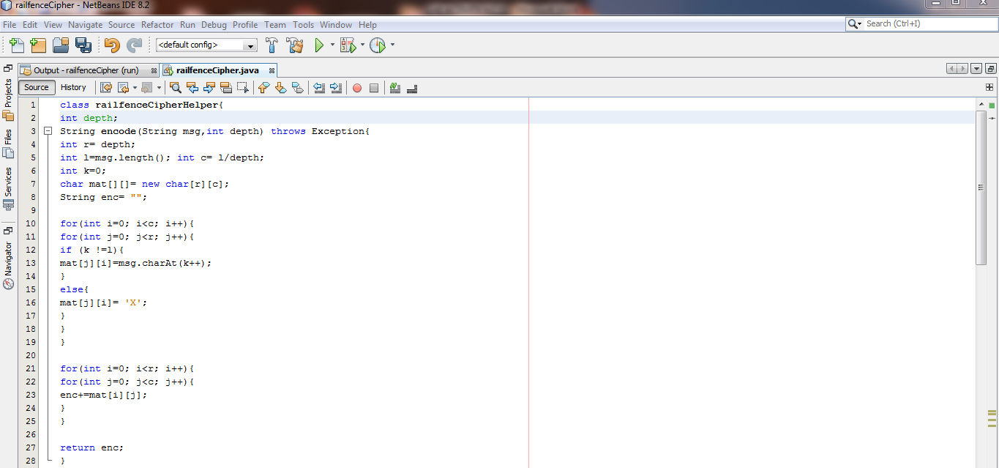 railfenceCipher - NetBeans IDE 8.2
File Edit View Navigate Source Refactor Run Debug Profile Team Tools Window Help
Search (Ctrl+I)
<default config>
Output - railfenceCipher (run)
railfenceCipher.java
Source History
Projects
Files
Services
Navigator
1 class railfenceCipherHelper{
2 int depth;
3 String encode(String msg,int depth) throws Exception{
4 int r= depth;
5 int l=msg.length(); int c= l/depth;
6 int k=0;
7 char mat[][]= new char[r][c];
8 String enc= "";
9
10 for(int i=0; i<c; i++){
11 for(int j=0; j<r; j++){
12 if (k !=l){
13 mat[j][i]=msg.charAt(k++);
14 }
15 else{
16 mat[j][i]= 'X';
17 }
18 }
19 }
20
21 for(int i=0; i<r; i++){
22 for(int j=0; j<c; j++){
23 enc+=mat[i][j];
24 }
25 }
26
27 return enc;
28 }